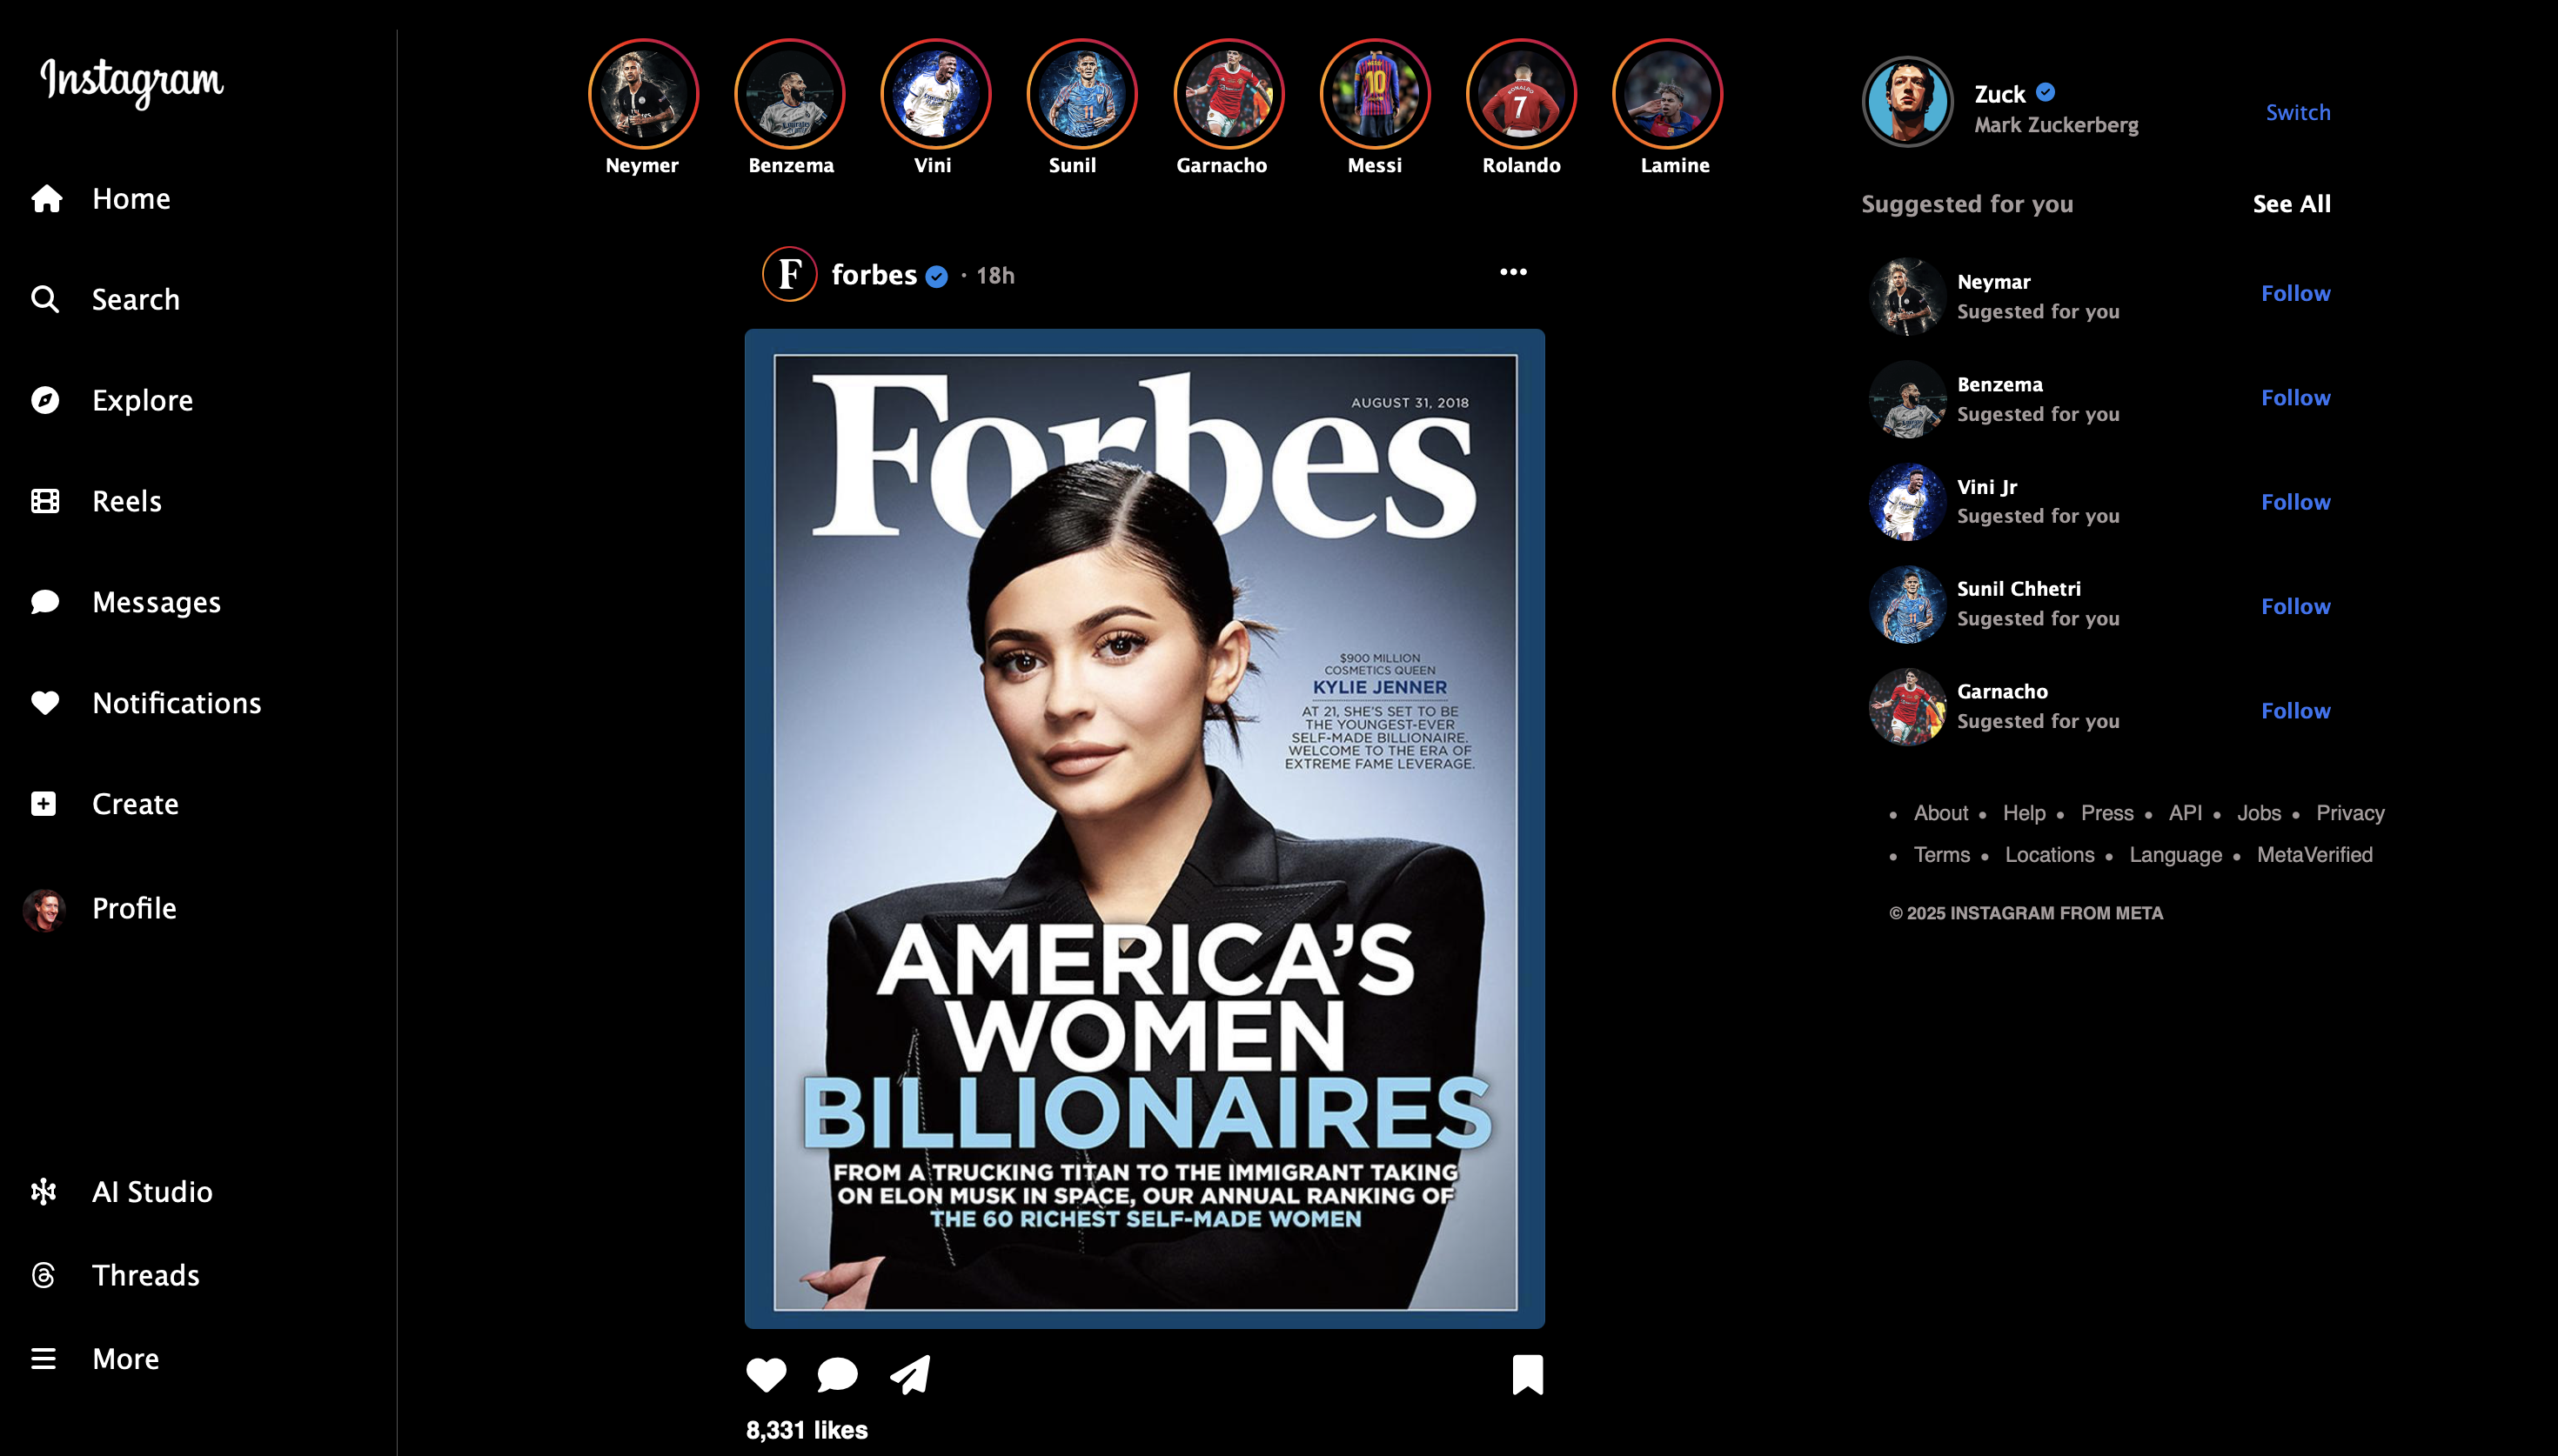 Instagram
Home
Search
Explore
Reels
Messages
Notifications
Create
Profile
AI Studio
Threads
More
Neymer
Benzema
Vini
Sunil
Garnacho
Messi
Rolando
Lamine
MESSI
10
RONALDO
7
F
forbes · 18h
Forbes
AUGUST 31, 2018
$900 MILLION
COSMETICS QUEEN
KYLIE JENNER
AT 21, SHE'S SET TO BE
THE YOUNGEST-EVER
SELF-MADE BILLIONAIRE.
WELCOME TO THE ERA OF
EXTREME FAME LEVERAGE.
AMERICA'S
WOMEN
BILLIONAIRES
FROM A TRUCKING TITAN TO THE IMMIGRANT TAKING
ON ELON MUSK IN SPACE, OUR ANNUAL RANKING OF
THE 60 RICHEST SELF-MADE WOMEN
8,331 likes
Zuck
Mark Zuckerberg
Switch
Suggested for you
See All
Neymar
Sugested for you
Follow
Benzema
Sugested for you
Follow
Vini Jr
Sugested for you
Follow
Sunil Chhetri
Sugested for you
Follow
Garnacho
Sugested for you
Follow
• About • Help • Press • API • Jobs • Privacy
• Terms • Locations • Language • MetaVerified
© 2025 INSTAGRAM FROM META